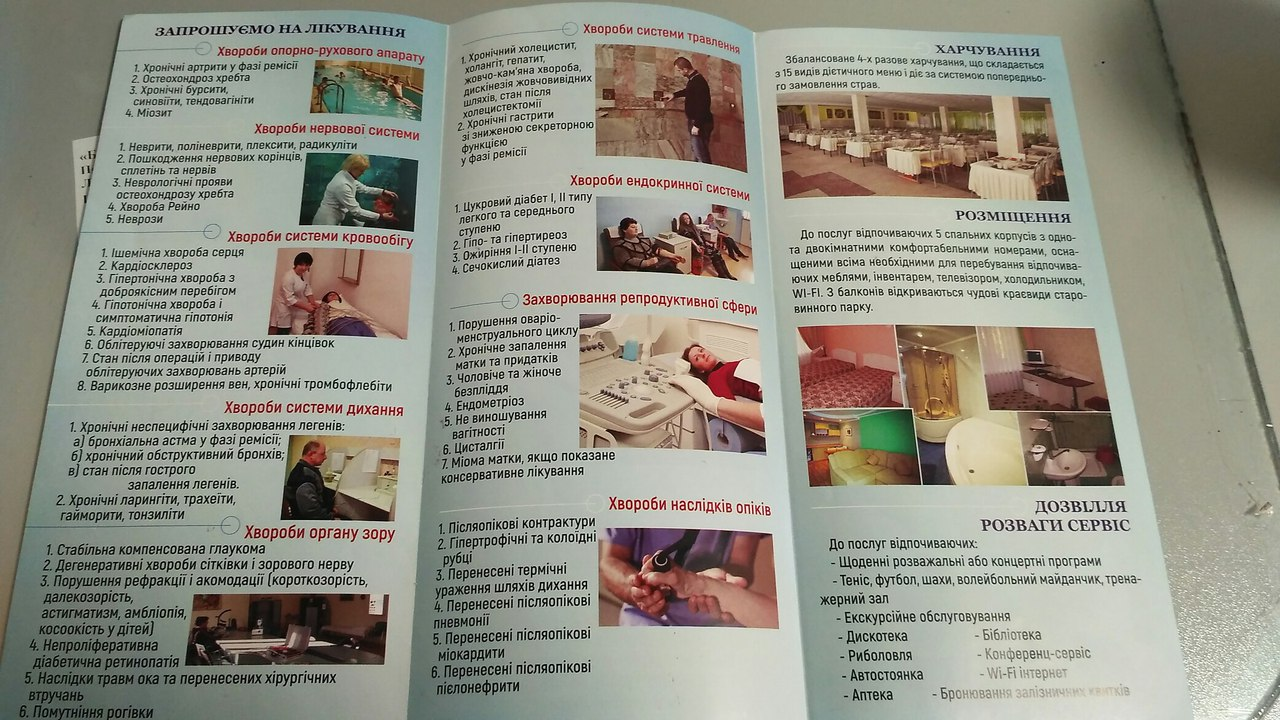 ЗАПРОШУЄМО НА ЛІКУВАННЯ
Хвороби опорно-рухового апарату
1. Хронічні артрити у фазі ремісії
2. Остеохондроз хребта
3. Хронічні бурсити,
синовіїти, тендовагініти
4. Міозит
Хвороби нервової системи
1. Неврити, поліневрити, плексити, радикуліти
2. Пошкодження нервових корінців,
сплетінь та нервів
3. Неврологічні прояви
остеохондрозу хребта
4. Хвороба Рейно
5. Неврози
Хвороби системи кровообігу
1. Ішемічна хвороба серця
2. Кардіосклероз
3. Гіпертонічна хвороба з
доброякісним перебігом
4. Гіпотонічна хвороба і
симптоматична гіпотонія
5. Кардіоміопатія
6. Облітеруючі захворювання судин кінцівок
7. Стан після операцій і приводу
облітеруючих захворювань артерій
8. Варикозне розширення вен, хронічні тромбофлебіти
Хвороби системи дихання
1. Хронічні неспецифічні захворювання легенів:
а) бронхіальна астма у фазі ремісії;
б) хронічний обструктивний бронхів;
в) стан після гострого
запалення легенів.
2. Хронічні ларингіти, трахеїти,
гайморити, тонзиліти
Хвороби органу зору
1. Стабільна компенсована глаукома
2. Дегенеративні хвороби сітківки і зорового нерву
3. Порушення рефракції і акомодації (короткозорість,
далекозорість,
астигматизм, амбліопія,
косоокість у дітей)
4. Непроліферативна
діабетична ретинопатія
5. Наслідки травм ока та перенесених хірургічних
втручань
6. Помутніння рогівки
Хвороби системи травлення
1. Хронічний холецистит,
холангіт, гепатит,
жовчо-кам'яна хвороба,
дискінезія жовчовивідних
шляхів, стан після
холецистектомії
2. Хронічні гастрити
зі зниженою секреторною
функцією
у фазі ремісії
Хвороби ендокринної системи
1. Цукровий діабет I, II типу
легкого та середнього
ступеню
2. Гіпо- та гіпертиреоз
3. Ожиріння I-II ступеню
4. Сечокислий діатез
Захворювання репродуктивної сфери
1. Порушення оваріо-
менструального циклу
2. Хронічне запалення
матки та придатків
3. Чоловіче та жіноче
безпліддя
4. Ендометріоз
5. Не виношування
вагітності
6. Цисталгії
7. Міома матки, якщо показане
консервативне лікування
Хвороби наслідків опіків
1. Післяопікові контрактури
2. Гіпертрофічні та колоїдні
рубці
3. Перенесені термічні
ураження шляхів дихання
4. Перенесені післяопікові
пневмонії
5. Перенесені післяопікові
міокардити
6. Перенесені післяопікові
пієлонефрити
ХАРЧУВАННЯ
Збалансоване 4-х разове харчування, що складається
з 15 видів дієтичного меню і діє за системою попередньо-
го замовлення страв.
РОЗМІЩЕННЯ
До послуг відпочиваючих 5 спальних корпусів з одно-
та двокімнатними комфортабельними номерами, осна-
щеними всіма необхідними для перебування відпочива-
ючих меблями, інвентарем, телевізором, холодильником,
WI-FI. З балконів відкриваються чудові краєвиди старо-
винного парку.
ДОЗВІЛЛЯ
РОЗВАГИ СЕРВІС
До послуг відпочиваючих:
- Щоденні розважальні або концертні програми
- Теніс, футбол, шахи, волейбольний майданчик, трена-
жерний зал
- Екскурсійне обслуговування
- Дискотека - Бібліотека
- Риболовля - Конференц-сервіс
- Автостоянка - Wi-Fi інтернет
- Аптека - Бронювання залізничних квитків